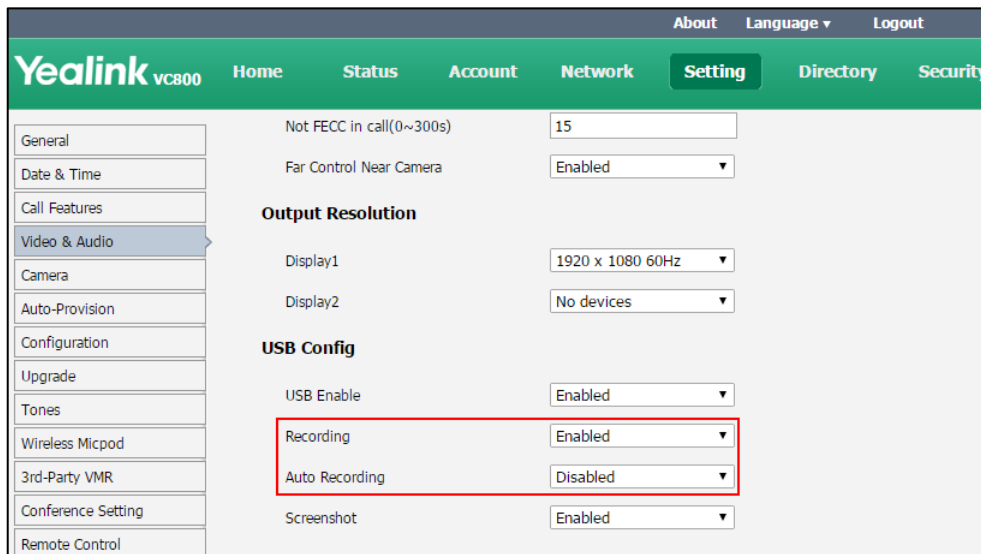 About Language ▾ Logout
Yealink VC800 Home Status Account Network Setting Directory Security
General
Date & Time
Call Features
Video & Audio
Camera
Auto-Provision
Configuration
Upgrade
Tones
Wireless Micpod
3rd-Party VMR
Conference Setting
Remote Control
Not FECC in call(0~300s) 15
Far Control Near Camera Enabled
Output Resolution
Display1 1920 x 1080 60Hz
Display2 No devices
USB Config
USB Enable Enabled
Recording Enabled
Auto Recording Disabled
Screenshot Enabled